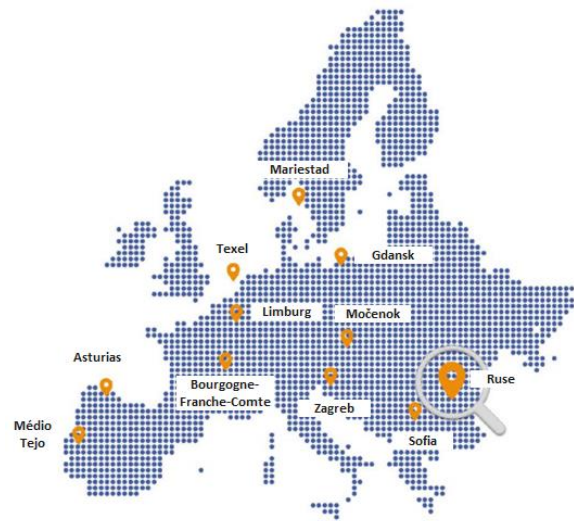 Mariestad
Texel
Gdansk
Limburg
Močenok
Asturias
Bourgogne-
Franche-Comte
Ruse
Zagreb
Médio
Tejo
Sofia